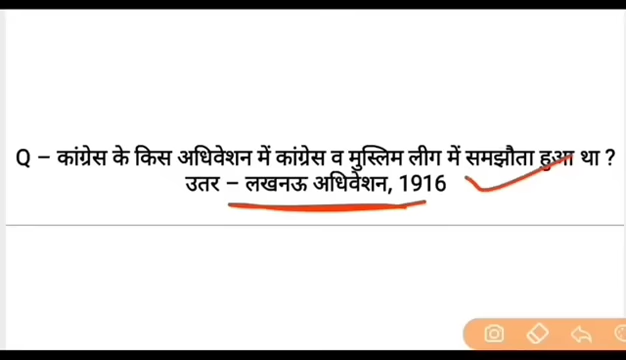 Q – कांग्रेस के किस अधिवेशन में कांग्रेस व मुस्लिम लीग में समझौता हुआ था ?
उतर – लखनऊ अधिवेशन, 1916